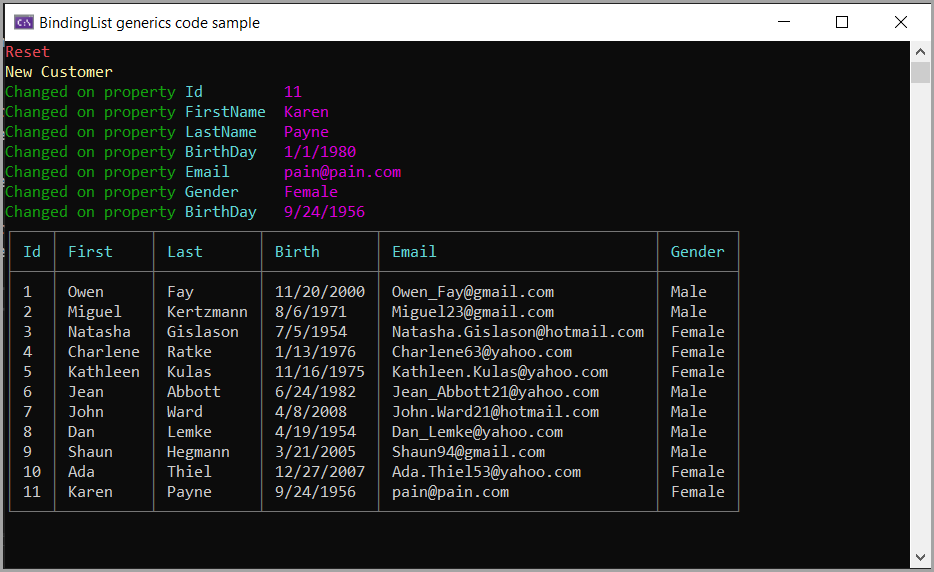 C:\ BindingList generics code sample
Reset
New Customer
Changed on property Id 11
Changed on property FirstName Karen
Changed on property LastName Payne
Changed on property BirthDay 1/1/1980
Changed on property Email pain@pain.com
Changed on property Gender Female
Changed on property BirthDay 9/24/1956
Id First Last Birth Email Gender
1 Owen Fay 11/20/2000 Owen_Fay@gmail.com Male
2 Miguel Kertzmann 8/6/1971 Miguel23@gmail.com Male
3 Natasha Gislason 7/5/1954 Natasha.Gislason@hotmail.com Female
4 Charlene Ratke 1/13/1976 Charlene63@yahoo.com Female
5 Kathleen Kulas 11/16/1975 Kathleen.Kulas@yahoo.com Female
6 Jean Abbott 6/24/1982 Jean_Abbott21@yahoo.com Male
7 John Ward 4/8/2008 John.Ward21@hotmail.com Male
8 Dan Lemke 4/19/1954 Dan_Lemke@yahoo.com Male
9 Shaun Hegmann 3/21/2005 Shaun94@gmail.com Male
10 Ada Thiel 12/27/2007 Ada.Thiel53@yahoo.com Female
11 Karen Payne 9/24/1956 pain@pain.com Female